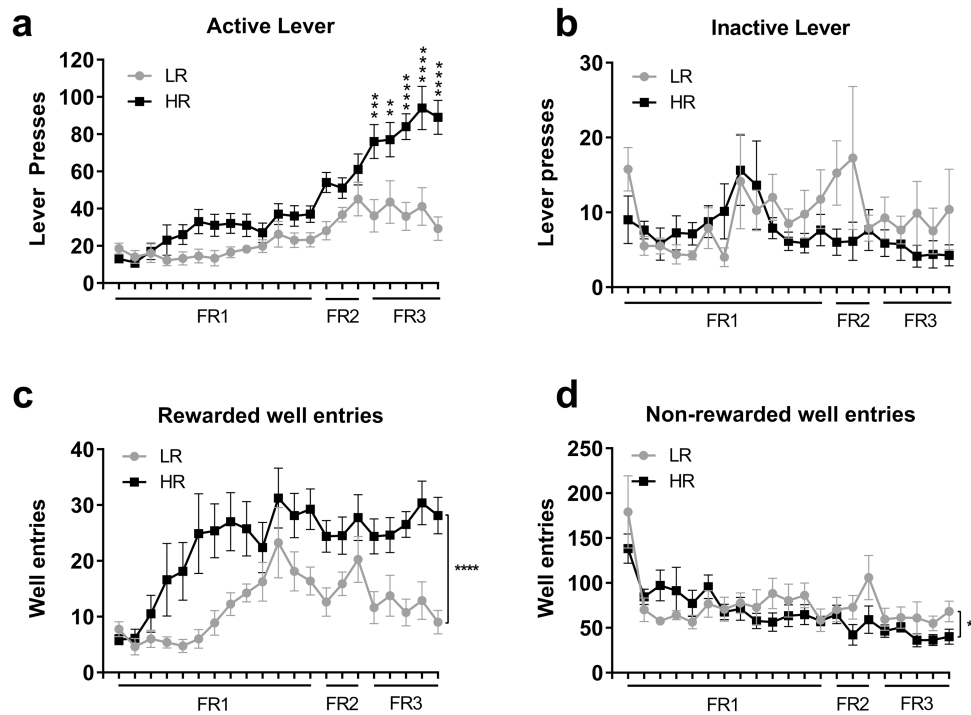 a
Active Lever
120
100
80
60
40
20
0
Lever Presses
LR
HR
***
**
****
****
****
FR1
FR2
FR3
b
Inactive Lever
30
20
10
0
Lever presses
LR
HR
FR1
FR2
FR3
c
Rewarded well entries
40
30
20
10
0
Well entries
LR
HR
****
FR1
FR2
FR3
d
Non-rewarded well entries
250
200
150
100
50
0
Well entries
LR
HR
*
FR1
FR2
FR3